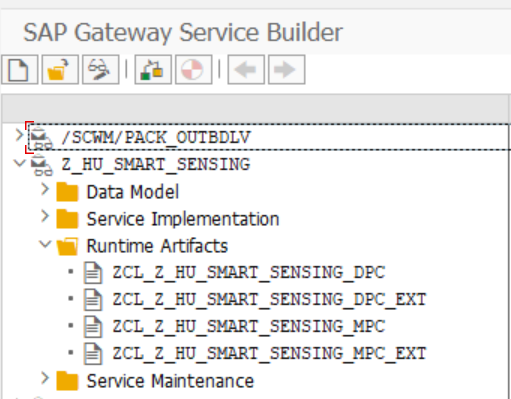 SAP Gateway Service Builder
/SCWM/PACK_OUTBDLV
Z_HU_SMART_SENSING
Data Model
Service Implementation
Runtime Artifacts
ZCL_Z_HU_SMART_SENSING_DPC
ZCL_Z_HU_SMART_SENSING_DPC_EXT
ZCL_Z_HU_SMART_SENSING_MPC
ZCL_Z_HU_SMART_SENSING_MPC_EXT
Service Maintenance